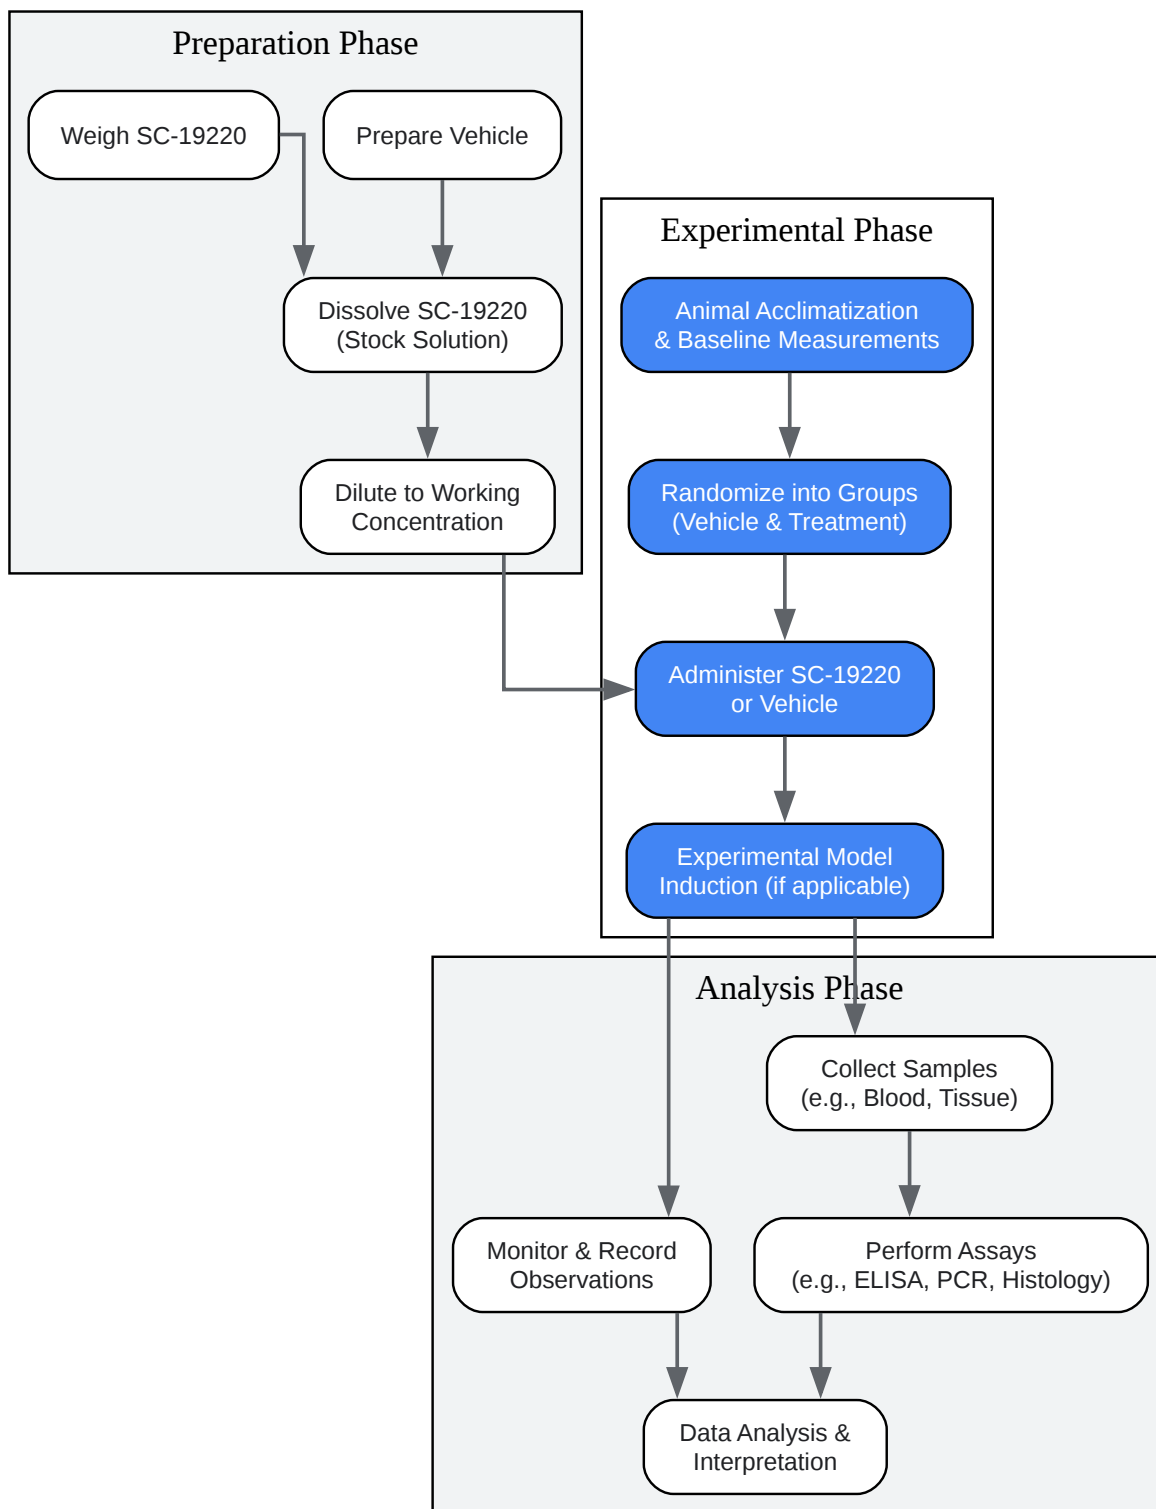 Preparation Phase
Weigh SC-19220
Prepare Vehicle
Dissolve SC-19220
(Stock Solution)
Dilute to Working
Concentration
Experimental Phase
Animal Acclimatization
& Baseline Measurements
Randomize into Groups
(Vehicle & Treatment)
Administer SC-19220
or Vehicle
Experimental Model
Induction (if applicable)
Analysis Phase
Collect Samples
(e.g., Blood, Tissue)
Monitor & Record
Observations
Perform Assays
(e.g., ELISA, PCR, Histology)
Data Analysis &
Interpretation